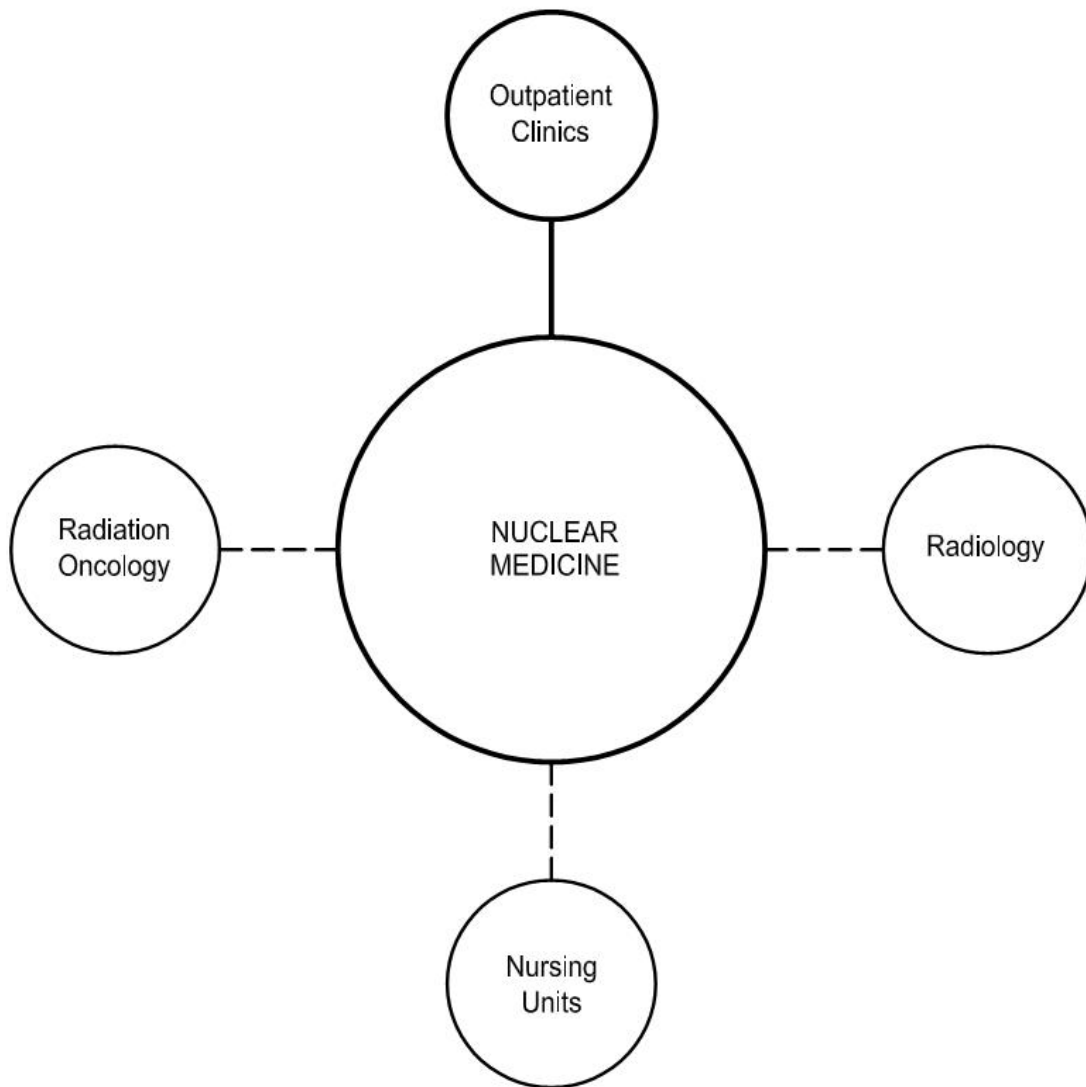 Outpatient
Clinics
Radiation
Oncology
NUCLEAR
MEDICINE
Radiology
Nursing
Units